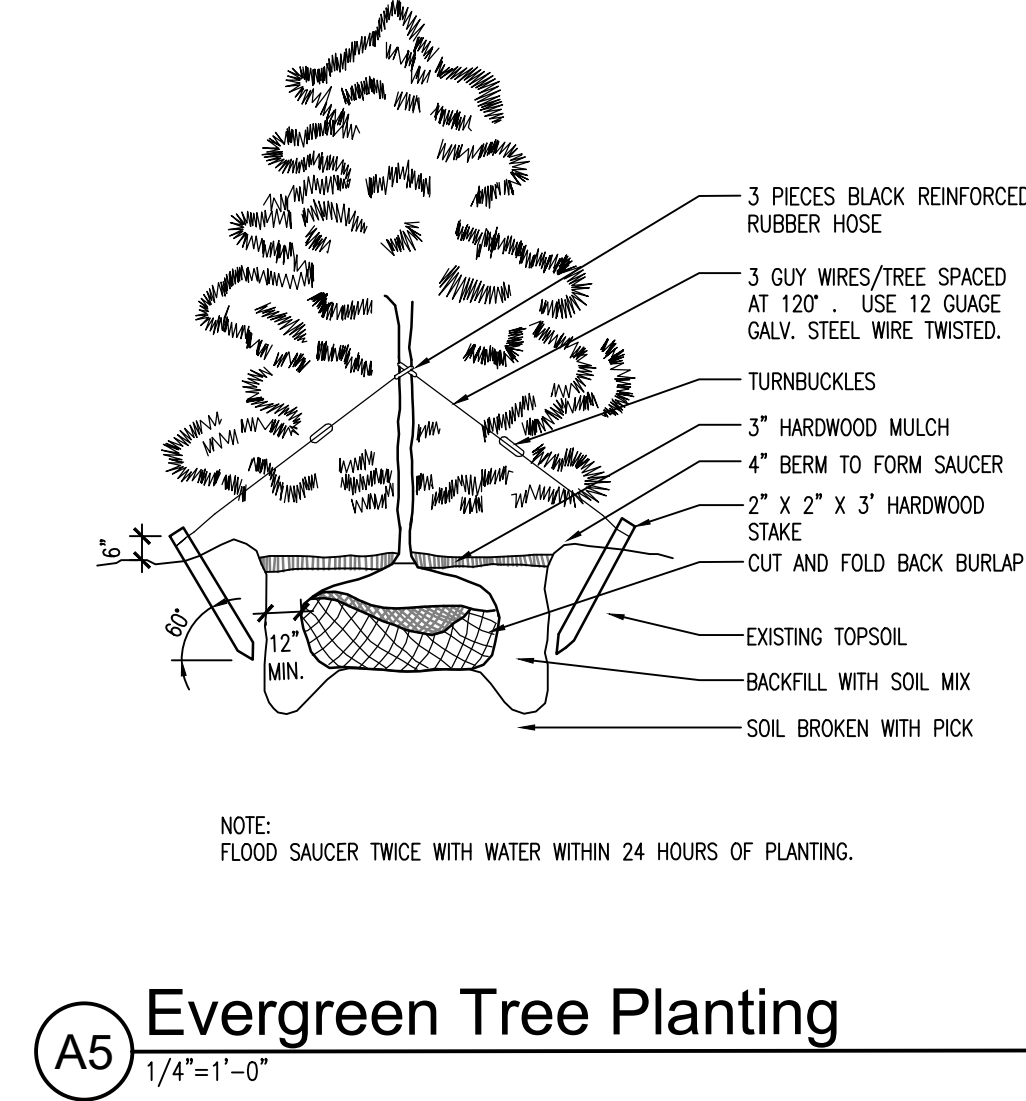 3 PIECES BLACK REINFORCED
RUBBER HOSE
3 GUY WIRES/TREE SPACED
AT 120° . USE 12 GUAGE
GALV. STEEL WIRE TWISTED.
TURNBUCKLES
3" HARDWOOD MULCH
4" BERM TO FORM SAUCER
2" X 2" X 3' HARDWOOD
STAKE
CUT AND FOLD BACK BURLAP
EXISTING TOPSOIL
BACKFILL WITH SOIL MIX
SOIL BROKEN WITH PICK
6"
60°
12"
MIN.
NOTE:
FLOOD SAUCER TWICE WITH WATER WITHIN 24 HOURS OF PLANTING.
A5
Evergreen Tree Planting
1/4"=1'-0"